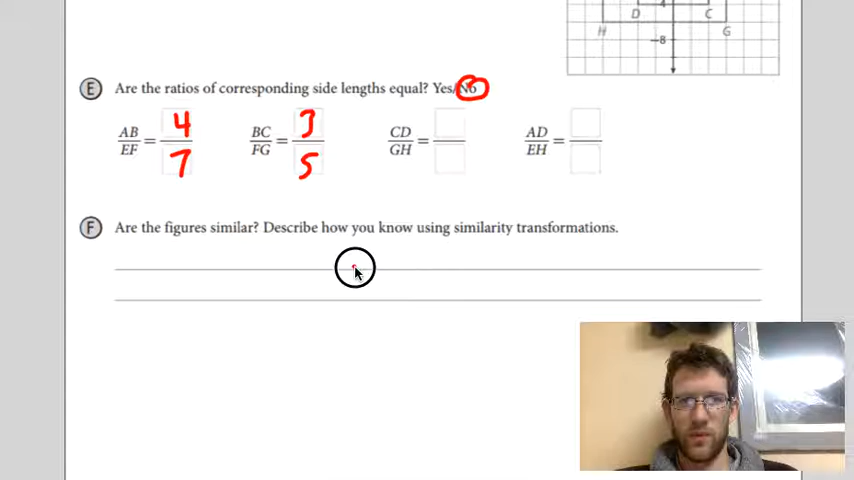 D 4 C
H G
-8
E Are the ratios of corresponding side lengths equal? Yes/No
AB/EF = 4/7 BC/FG = 3/5 CD/GH = AD/EH =
F Are the figures similar? Describe how you know using similarity transformations.